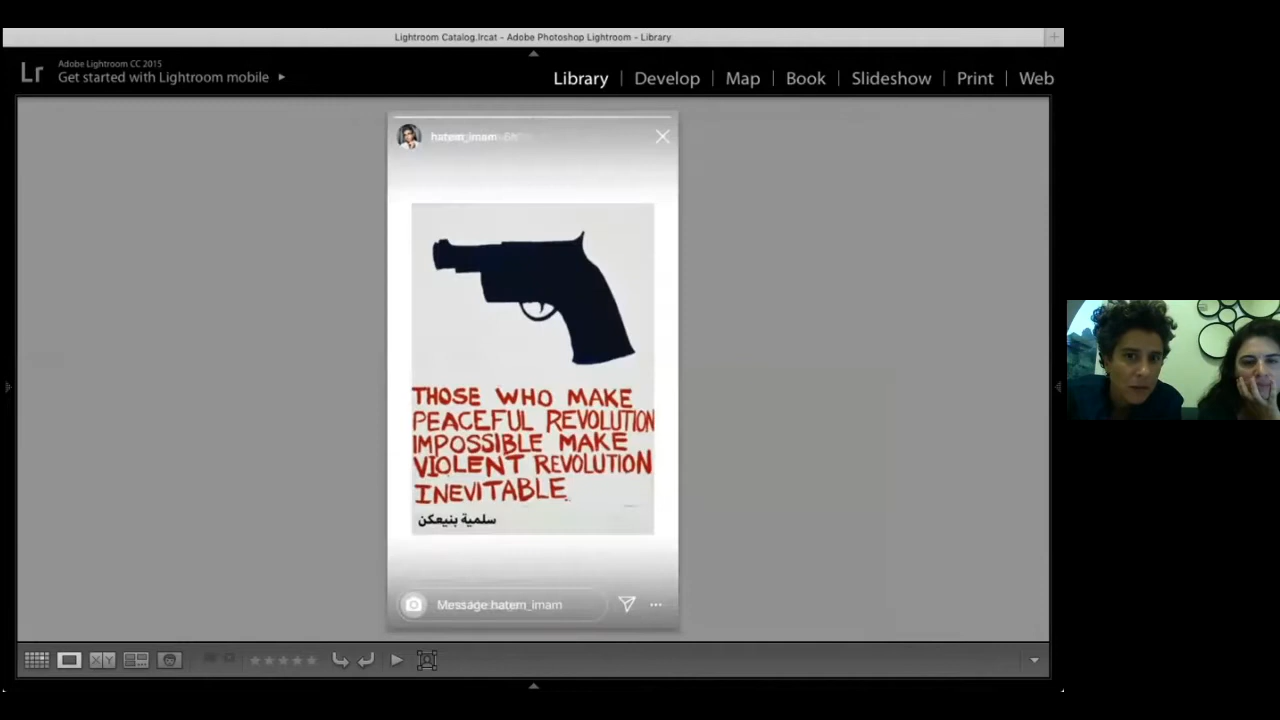 Lightroom Catalog.lrcat - Adobe Photoshop Lightroom - Library
Lr
Adobe Lightroom CC 2015
Get started with Lightroom mobile
Library | Develop | Map | Book | Slideshow | Print | Web
hatem_imam
THOSE WHO MAKE
PEACEFUL REVOLUTION
IMPOSSIBLE MAKE
VIOLENT REVOLUTION
INEVITABLE
سلمية بنيعكن
Message hatem_imam
XY